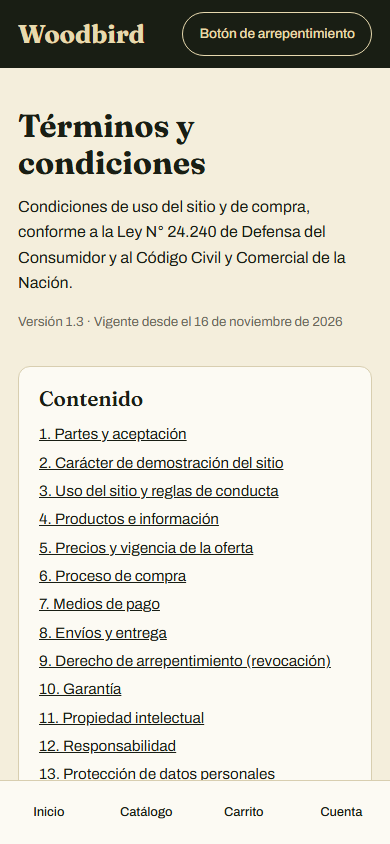 Woodbird
Botón de arrepentimiento
Términos y
condiciones
Condiciones de uso del sitio y de compra,
conforme a la Ley N° 24.240 de Defensa del
Consumidor y al Código Civil y Comercial de la
Nación.
Versión 1.3 · Vigente desde el 16 de noviembre de 2026
Contenido
1. Partes y aceptación
2. Carácter de demostración del sitio
3. Uso del sitio y reglas de conducta
4. Productos e información
5. Precios y vigencia de la oferta
6. Proceso de compra
7. Medios de pago
8. Envíos y entrega
9. Derecho de arrepentimiento (revocación)
10. Garantía
11. Propiedad intelectual
12. Responsabilidad
13. Protección de datos personales
Inicio
Catálogo
Carrito
Cuenta